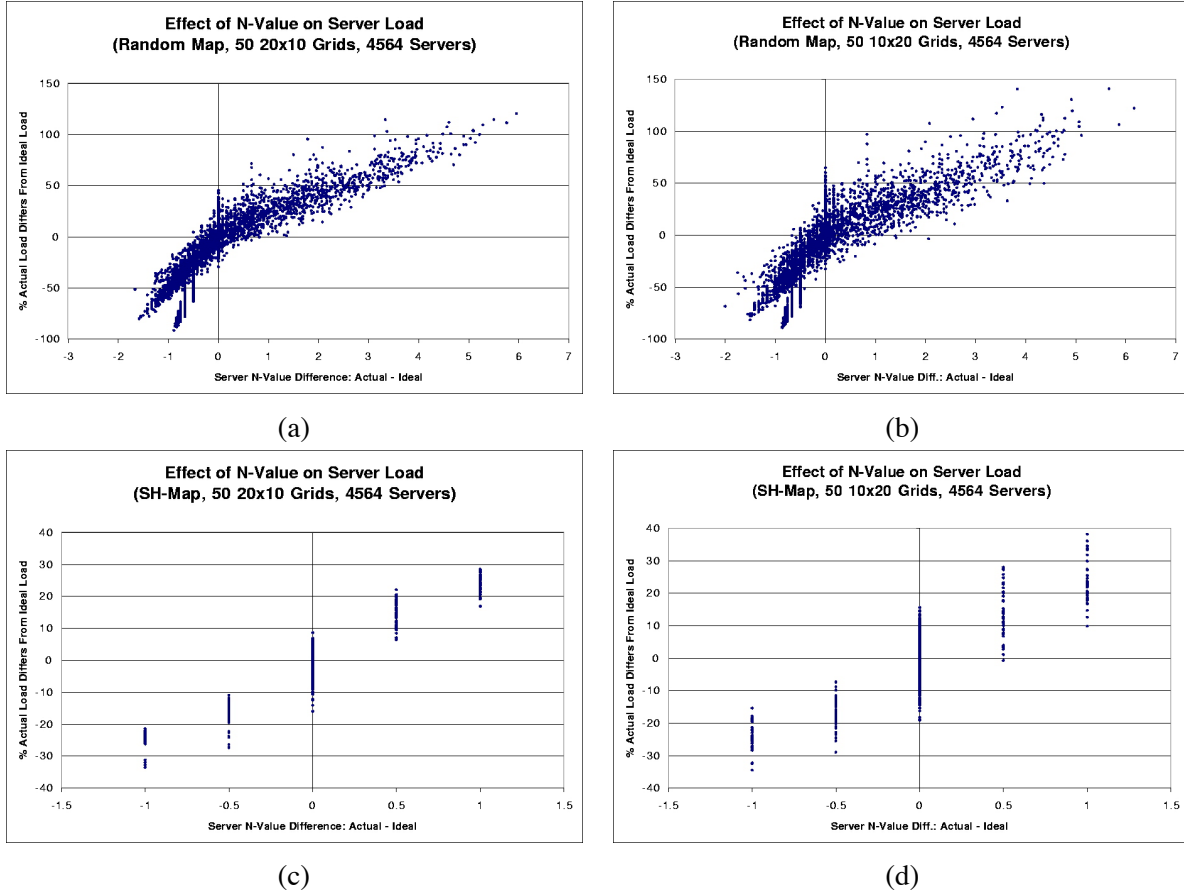 Effect of N-Value on Server Load
(Random Map, 50 20x10 Grids, 4564 Servers)
% Actual Load Differs From Ideal Load
150
100
50
0
-50
-100
-3 -2 -1 0 1 2 3 4 5 6 7
Server N-Value Difference: Actual - Ideal
(a)
Effect of N-Value on Server Load
(Random Map, 50 10x20 Grids, 4564 Servers)
% Actual Load Differs From Ideal Load
150
100
50
0
-50
-100
-3 -2 -1 0 1 2 3 4 5 6 7
Server N-Value Diff.: Actual - Ideal
(b)
Effect of N-Value on Server Load
(SH-Map, 50 20x10 Grids, 4564 Servers)
% Actual Load Differs From Ideal Load
40
30
20
10
0
-10
-20
-30
-40
-1.5 -1 -0.5 0 0.5 1 1.5
Server N-Value Difference: Actual - Ideal
(c)
Effect of N-Value on Server Load
(SH-Map, 50 10x20 Grids, 4564 Servers)
% Actual Load Differs From Ideal Load
40
30
20
10
0
-10
-20
-30
-40
-1.5 -1 -0.5 0 0.5 1 1.5
Server N-Value Diff.: Actual - Ideal
(d)